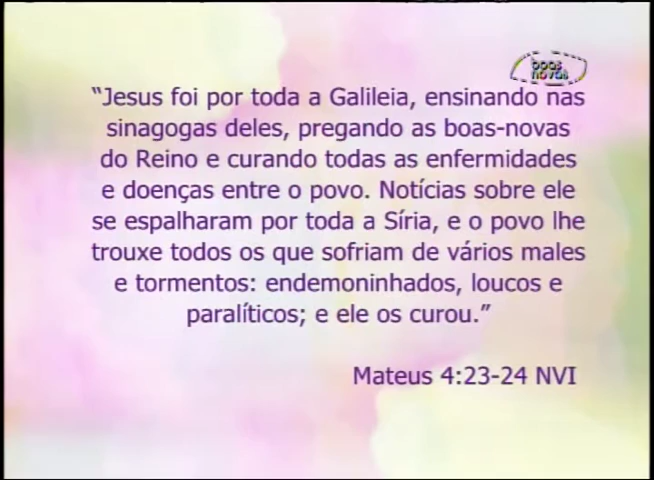 boas
novas
“Jesus foi por toda a Galileia, ensinando nas
sinagogas deles, pregando as boas-novas
do Reino e curando todas as enfermidades
e doenças entre o povo. Notícias sobre ele
se espalharam por toda a Síria, e o povo lhe
trouxe todos os que sofriam de vários males
e tormentos: endemoninhados, loucos e
paralíticos; e ele os curou.”
Mateus 4:23-24 NVI